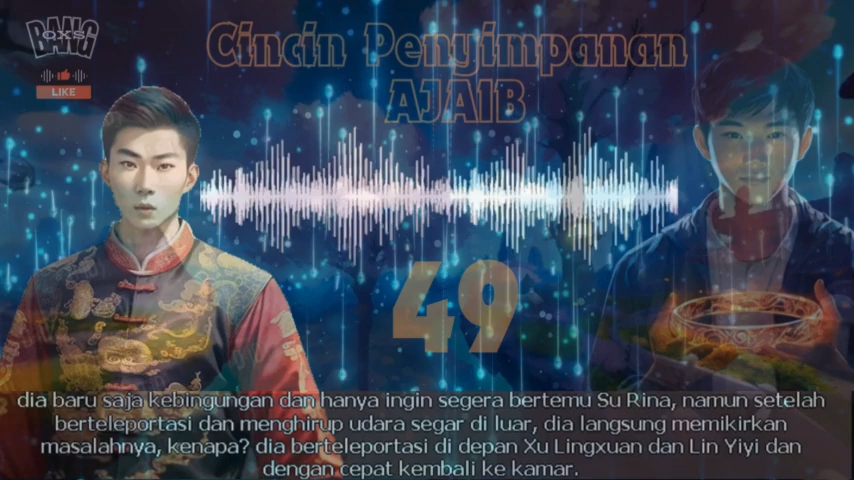 BANG
OXS
LIKE
Cincin Penyimpanan
AJAIB
49
dia baru saja kebingungan dan hanya ingin segera bertemu Su Rina, namun setelah
berteleportasi dan menghirup udara segar di luar, dia langsung memikirkan
masalahnya, kenapa? dia berteleportasi di depan Xu Lingxuan dan Lin Yiyi dan
dengan cepat kembali ke kamar.